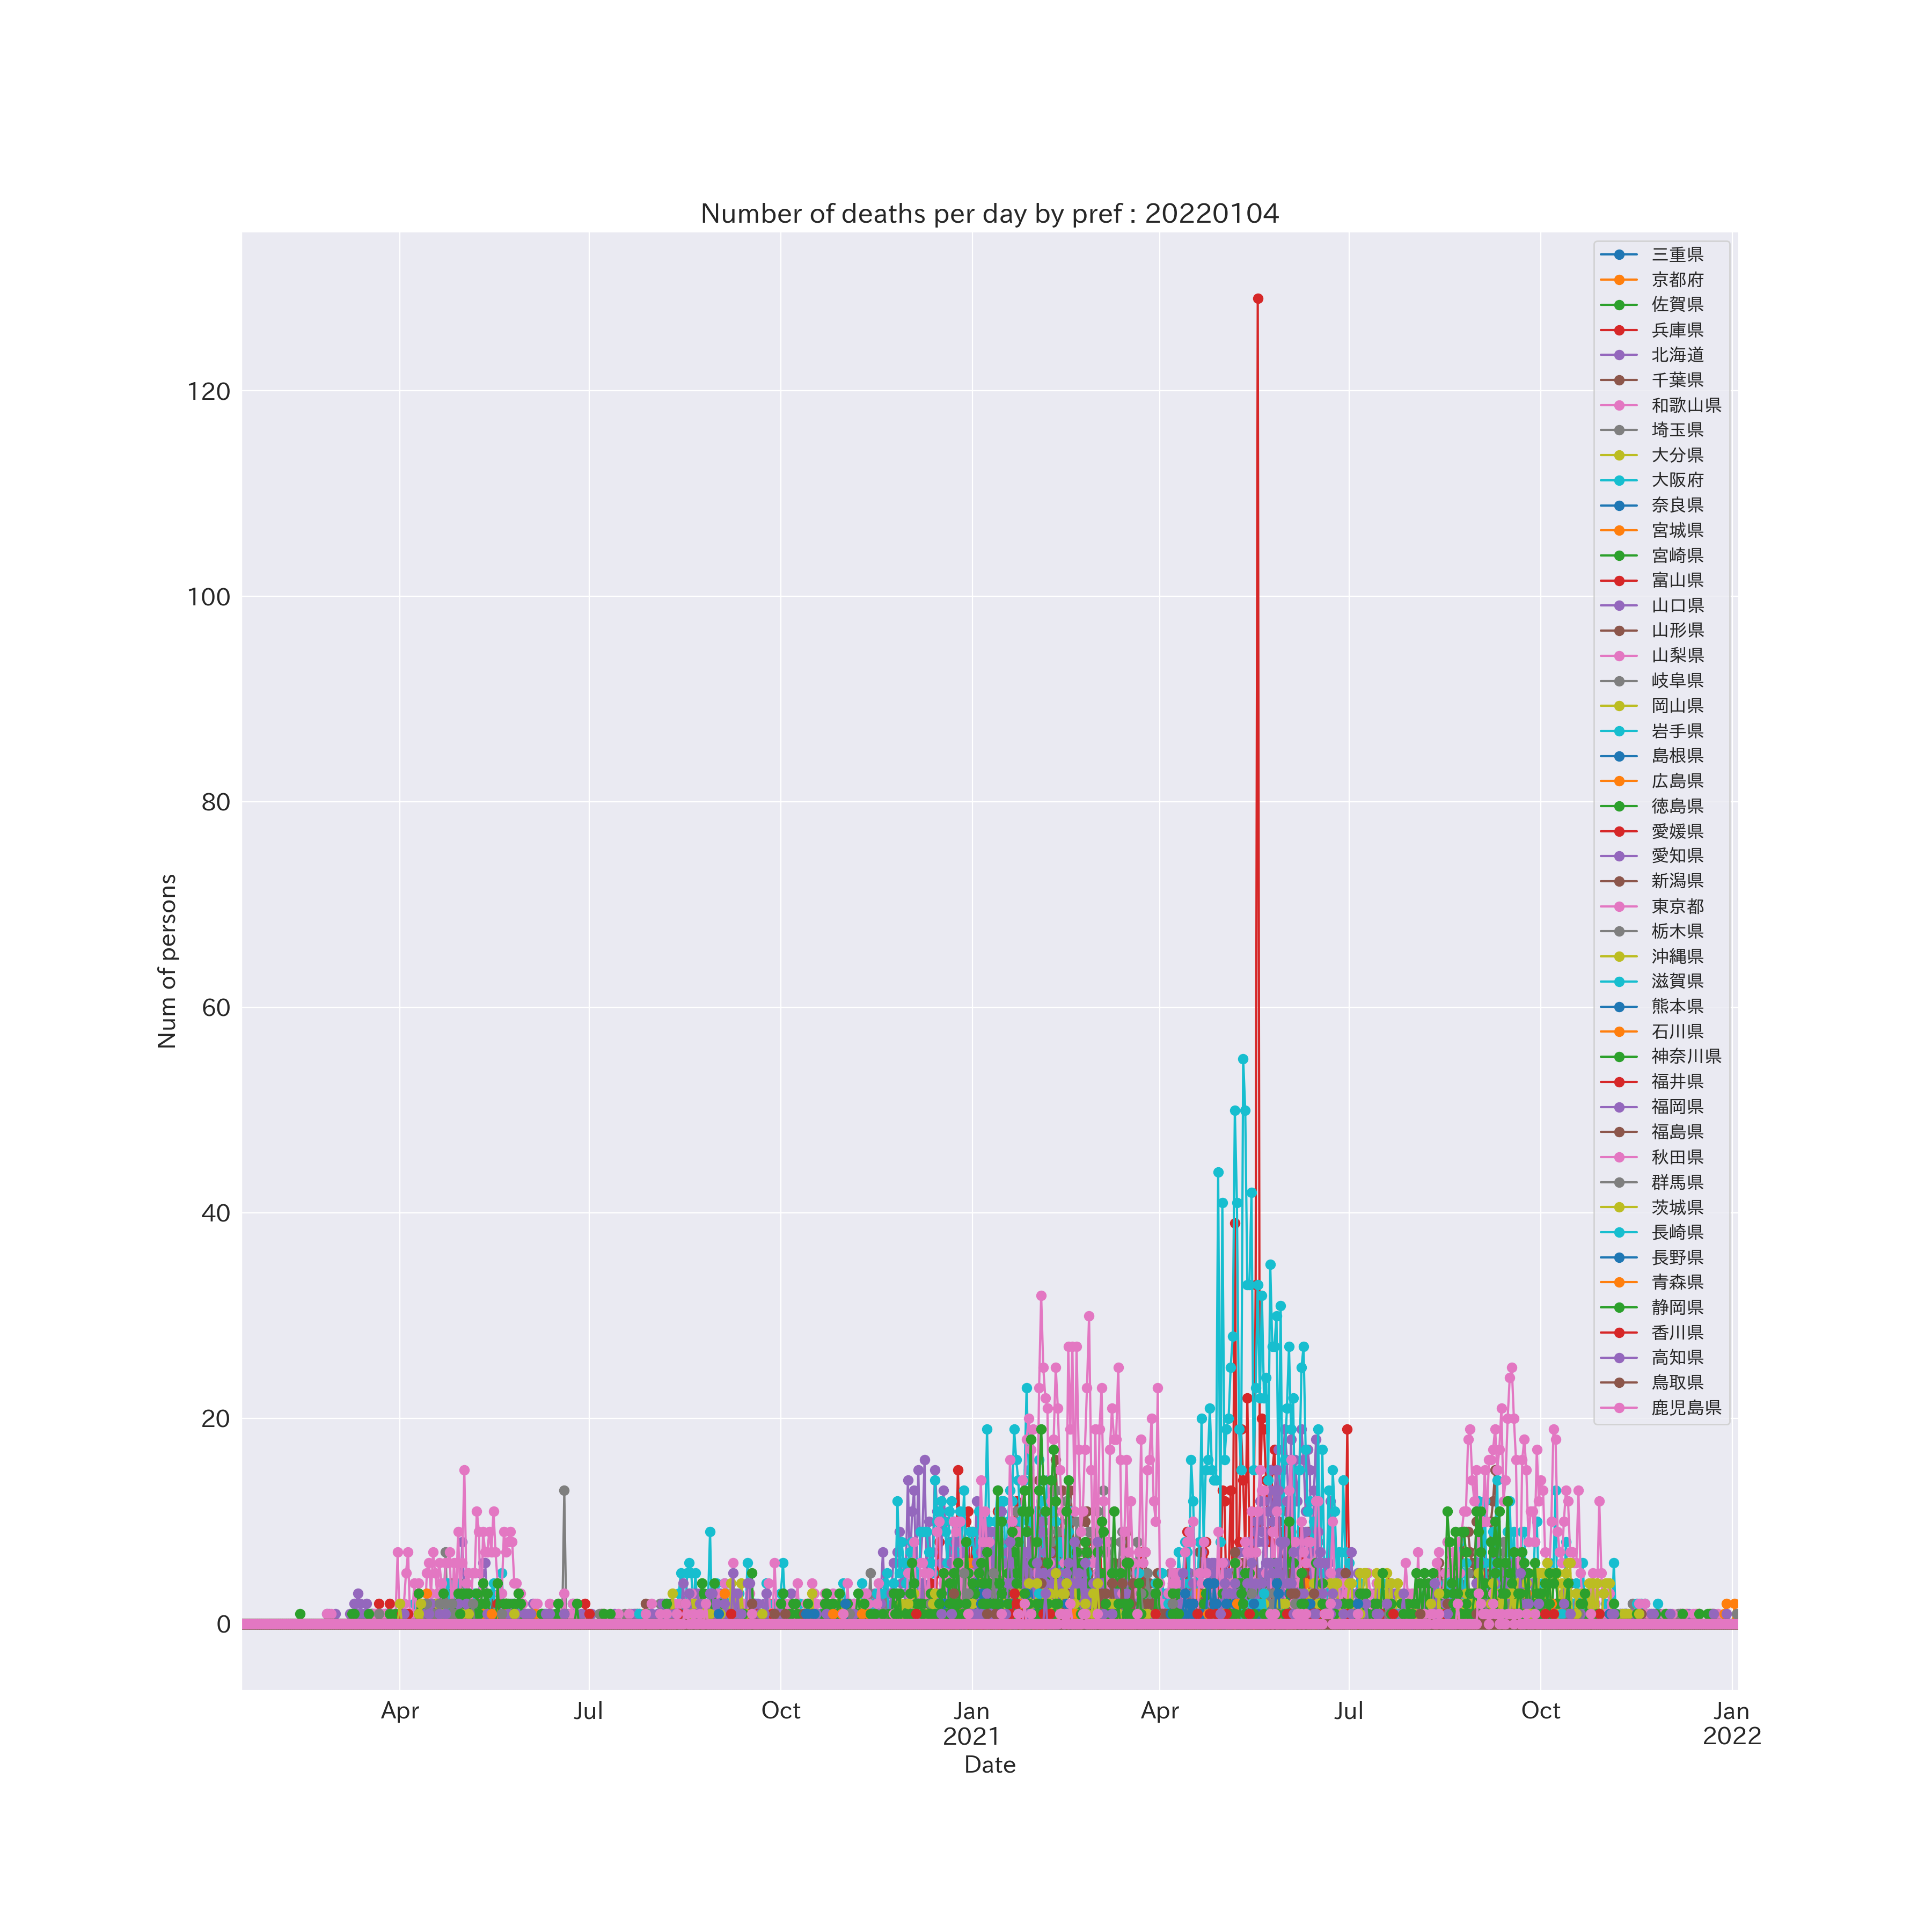 Number of deaths per day by pref : 20220104
三重県
京都府
佐賀県
兵庫県
北海道
千葉県
和歌山県
埼玉県
大分県
大阪府
奈良県
宮城県
宮崎県
富山県
山口県
山形県
山梨県
岐阜県
岡山県
岩手県
島根県
広島県
徳島県
愛媛県
愛知県
新潟県
東京都
栃木県
沖縄県
滋賀県
熊本県
石川県
神奈川県
福井県
福岡県
福島県
秋田県
群馬県
茨城県
長崎県
長野県
青森県
静岡県
香川県
高知県
鳥取県
鹿児島県
120
100
80
60
40
20
0
Num of persons
Apr Jul Oct Jan Apr Jul Oct Jan
2021 2022
Date